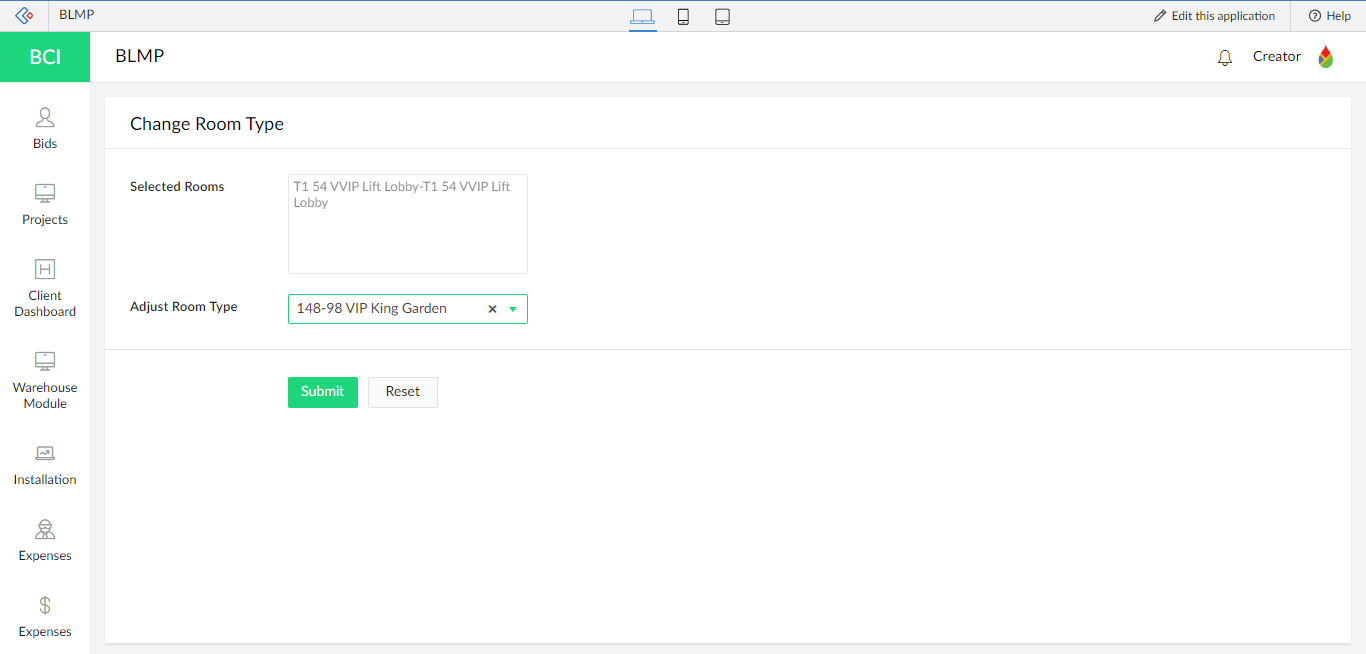 BLMP
Edit this application
Help
BCI
BLMP
Creator
Bids
Projects
Client
Dashboard
Warehouse
Module
Installation
Expenses
Expenses
Change Room Type
Selected Rooms
T1 54 VVIP Lift Lobby-T1 54 VVIP Lift
Lobby
Adjust Room Type
148-98 VIP King Garden
Submit
Reset